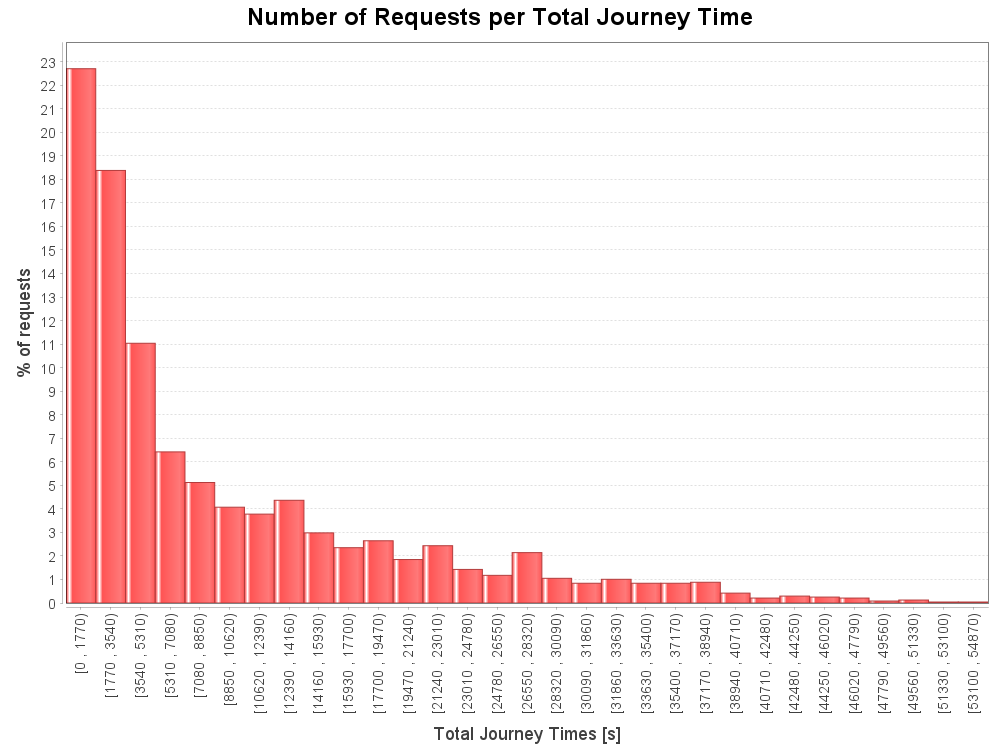 Number of Requests per Total Journey Time
23
22
21
20
19
18
17
16
15
14
13
12
11
10
9
8
7
6
5
4
3
2
1
0
% of requests
[0 , 1770)
[1770 , 3540)
[3540 , 5310)
[5310 , 7080)
[7080 , 8850)
[8850 , 10620)
[10620 , 12390)
[12390 , 14160)
[14160 , 15930)
[15930 , 17700)
[17700 , 19470)
[19470 , 21240)
[21240 , 23010)
[23010 , 24780)
[24780 , 26550)
[26550 , 28320)
[28320 , 30090)
[30090 , 31860)
[31860 , 33630)
[33630 , 35400)
[35400 , 37170)
[37170 , 38940)
[38940 , 40710)
[40710 , 42480)
[42480 , 44250)
[44250 , 46020)
[46020 , 47790)
[47790 , 49560)
[49560 , 51330)
[51330 , 53100)
[53100 , 54870)
Total Journey Times [s]